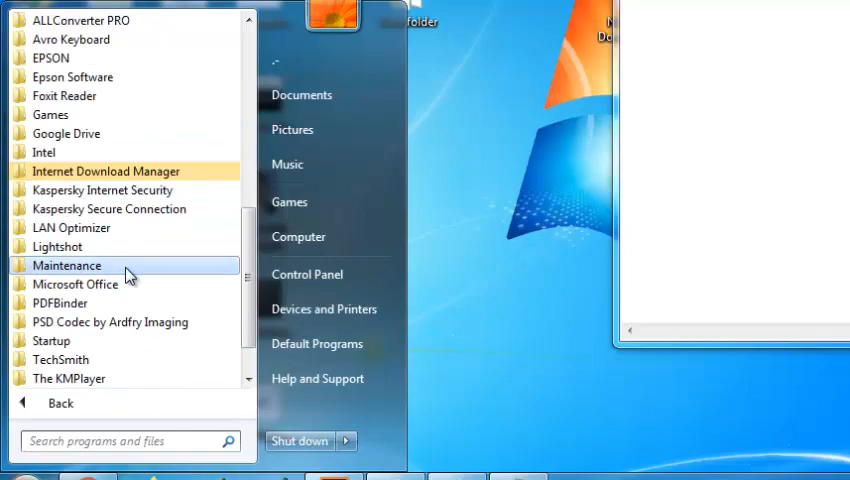 ALLConverter PRO
Avro Keyboard
EPSON
Epson Software
Foxit Reader
Games
Google Drive
Intel
Internet Download Manager
Kaspersky Internet Security
Kaspersky Secure Connection
LAN Optimizer
Lightshot
Maintenance
Microsoft Office
PDFBinder
PSD Codec by Ardfry Imaging
Startup
TechSmith
The KMPlayer
Back
Search programs and files
.-
Documents
Pictures
Music
Games
Computer
Control Panel
Devices and Printers
Default Programs
Help and Support
Shut down